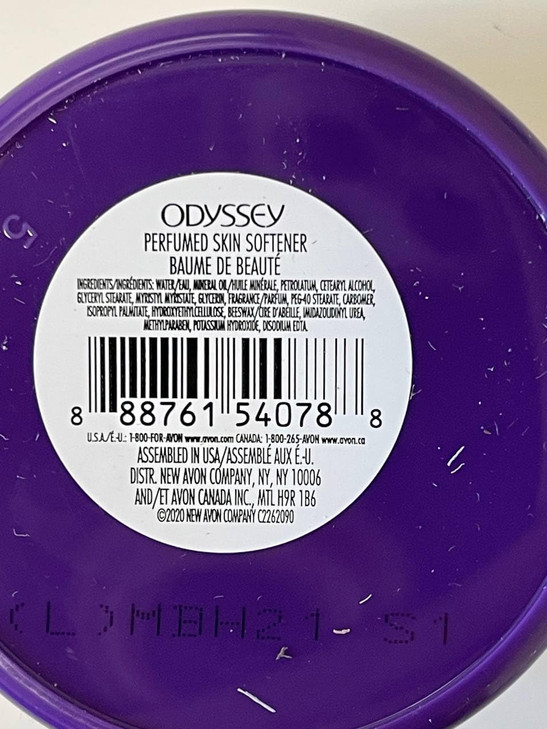 ODYSSEY
PERFUMED SKIN SOFTENER
BAUME DE BEAUTÉ
INGREDIENTS/INGRÉDIENTS: WATER/EAU, MINERAL OIL/HUILE MINÉRALE, PETROLATUM, CETEARYL ALCOHOL,
GLYCERYL STEARATE, MYRISTYL MYRISTATE, GLYCERIN, FRAGRANCE/PARFUM, PEG-40 STEARATE, CARBOMER,
ISOPROPYL PALMITATE, HYDROXYETHYLCELLULOSE, BEESWAX/CIRE D'ABEILLE, IMIDAZOLIDINYL UREA,
METHYLPARABEN, POTASSIUM HYDROXIDE, DISODIUM EDTA.
8 88761 54078 8
U.S.A./É.-U.: 1-800-FOR-AVON www.avon.com CANADA: 1-800-265-AVON www.avon.ca
ASSEMBLED IN USA/ASSEMBLÉ AUX É.-U.
DISTR. NEW AVON COMPANY, NY, NY 10006
AND/ET AVON CANADA INC., MTL H9R 1B6
©2020 NEW AVON COMPANY C2262090
5
(L)MBH21 S1